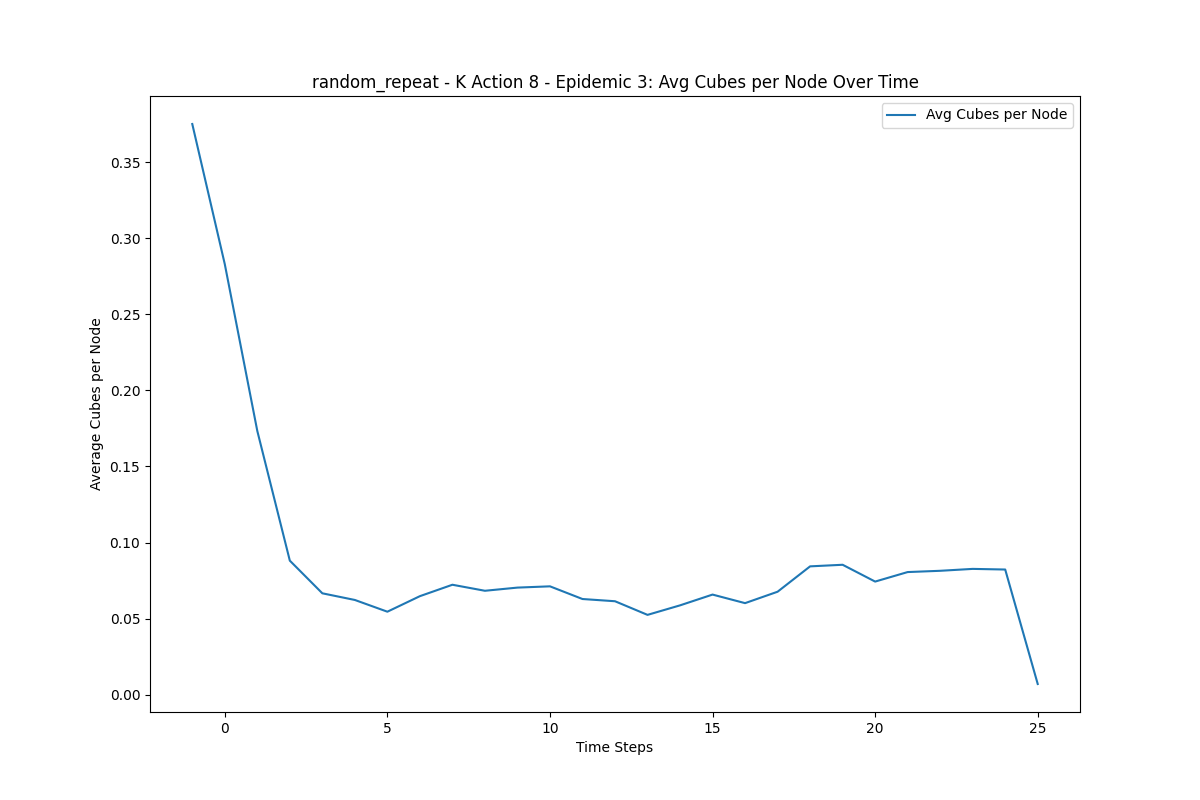 random_repeat - K Action 8 - Epidemic 3: Avg Cubes per Node Over Time
Avg Cubes per Node
Average Cubes per Node
0.35
0.30
0.25
0.20
0.15
0.10
0.05
0.00
0 5 10 15 20 25
Time Steps